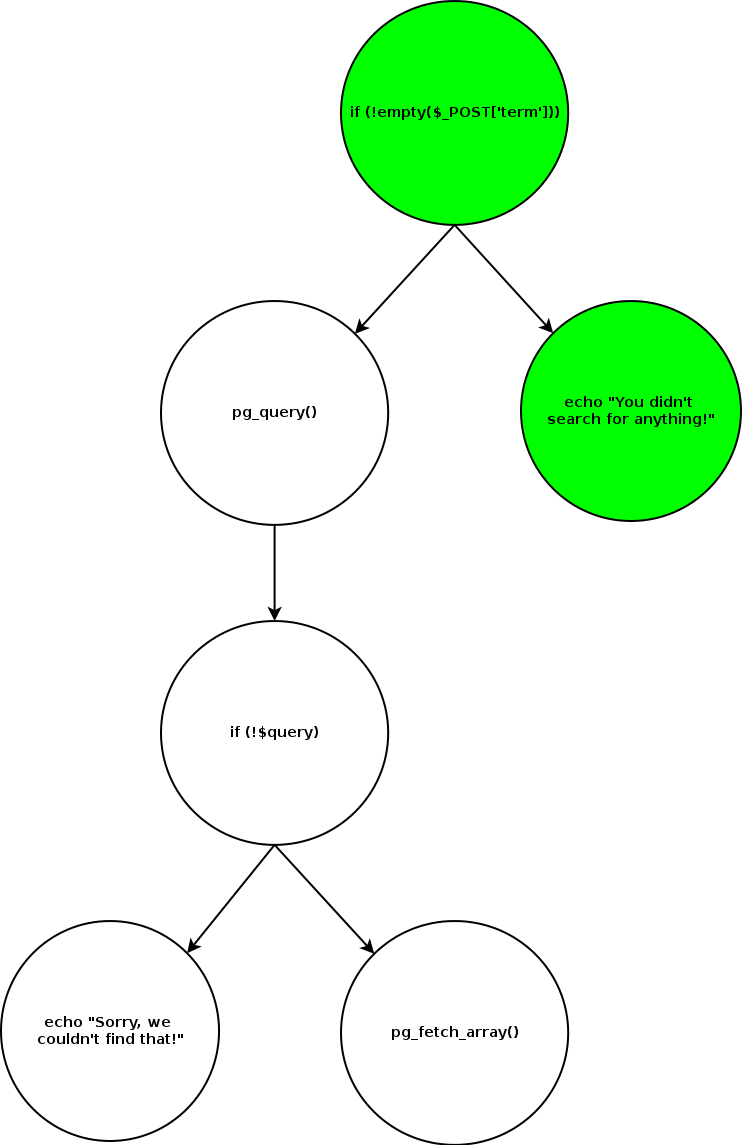 if (!empty($_POST['term']))
pg_query()
echo "You didn't
search for anything!"
if (!$query)
echo "Sorry, we
couldn't find that!"
pg_fetch_array()